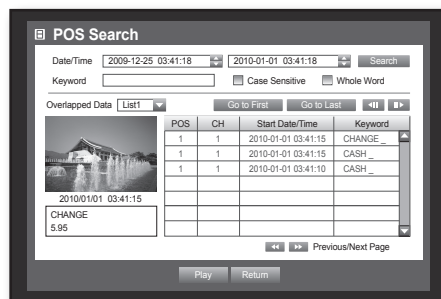 POS Search
Date/Time 2009-12-25 03:41:18 2010-01-01 03:41:18 Search
Keyword Case Sensitive Whole Word
Overlapped Data List1 Go to First Go to Last
POS CH Start Date/Time Keyword
1 1 2010-01-01 03:41:15 CHANGE _
1 1 2010-01-01 03:41:15 CASH _
1 1 2010-01-01 03:41:10 CASH _
2010/01/01 03:41:15
CHANGE
5.95
Previous/Next Page
Play Return